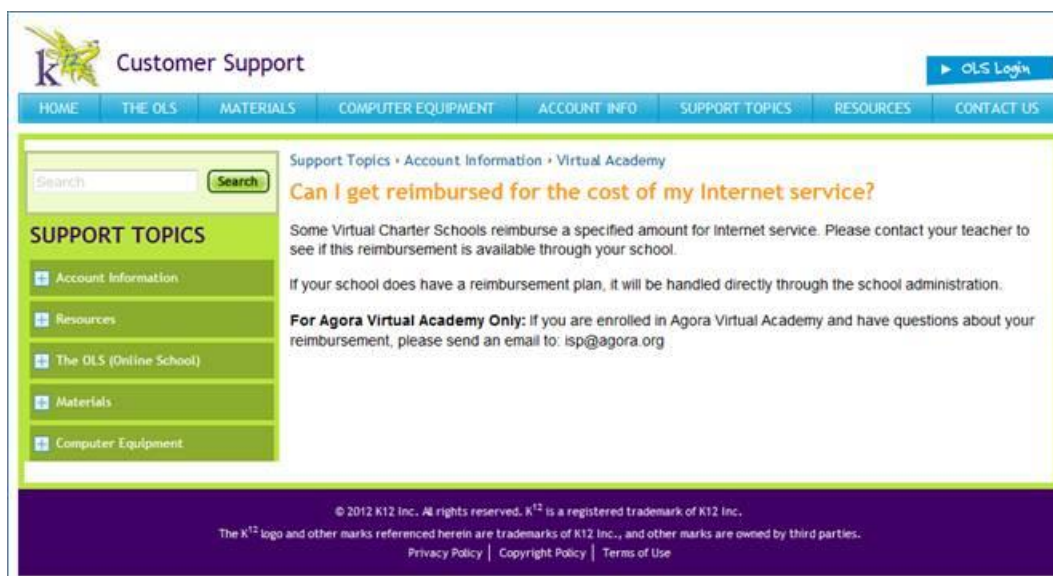 k12 Customer Support
► OLS Login
HOME THE OLS MATERIALS COMPUTER EQUIPMENT ACCOUNT INFO SUPPORT TOPICS RESOURCES CONTACT US
Search Search
SUPPORT TOPICS
Account Information
Resources
The OLS (Online School)
Materials
Computer Equipment
Support Topics › Account Information › Virtual Academy
Can I get reimbursed for the cost of my Internet service?
Some Virtual Charter Schools reimburse a specified amount for Internet service. Please contact your teacher to
see if this reimbursement is available through your school.
If your school does have a reimbursement plan, it will be handled directly through the school administration.
For Agora Virtual Academy Only: If you are enrolled in Agora Virtual Academy and have questions about your
reimbursement, please send an email to: isp@agora.org
© 2012 K12 Inc. All rights reserved. K12 is a registered trademark of K12 Inc.
The K12 logo and other marks referenced herein are trademarks of K12 Inc., and other marks are owned by third parties.
Privacy Policy | Copyright Policy | Terms of Use